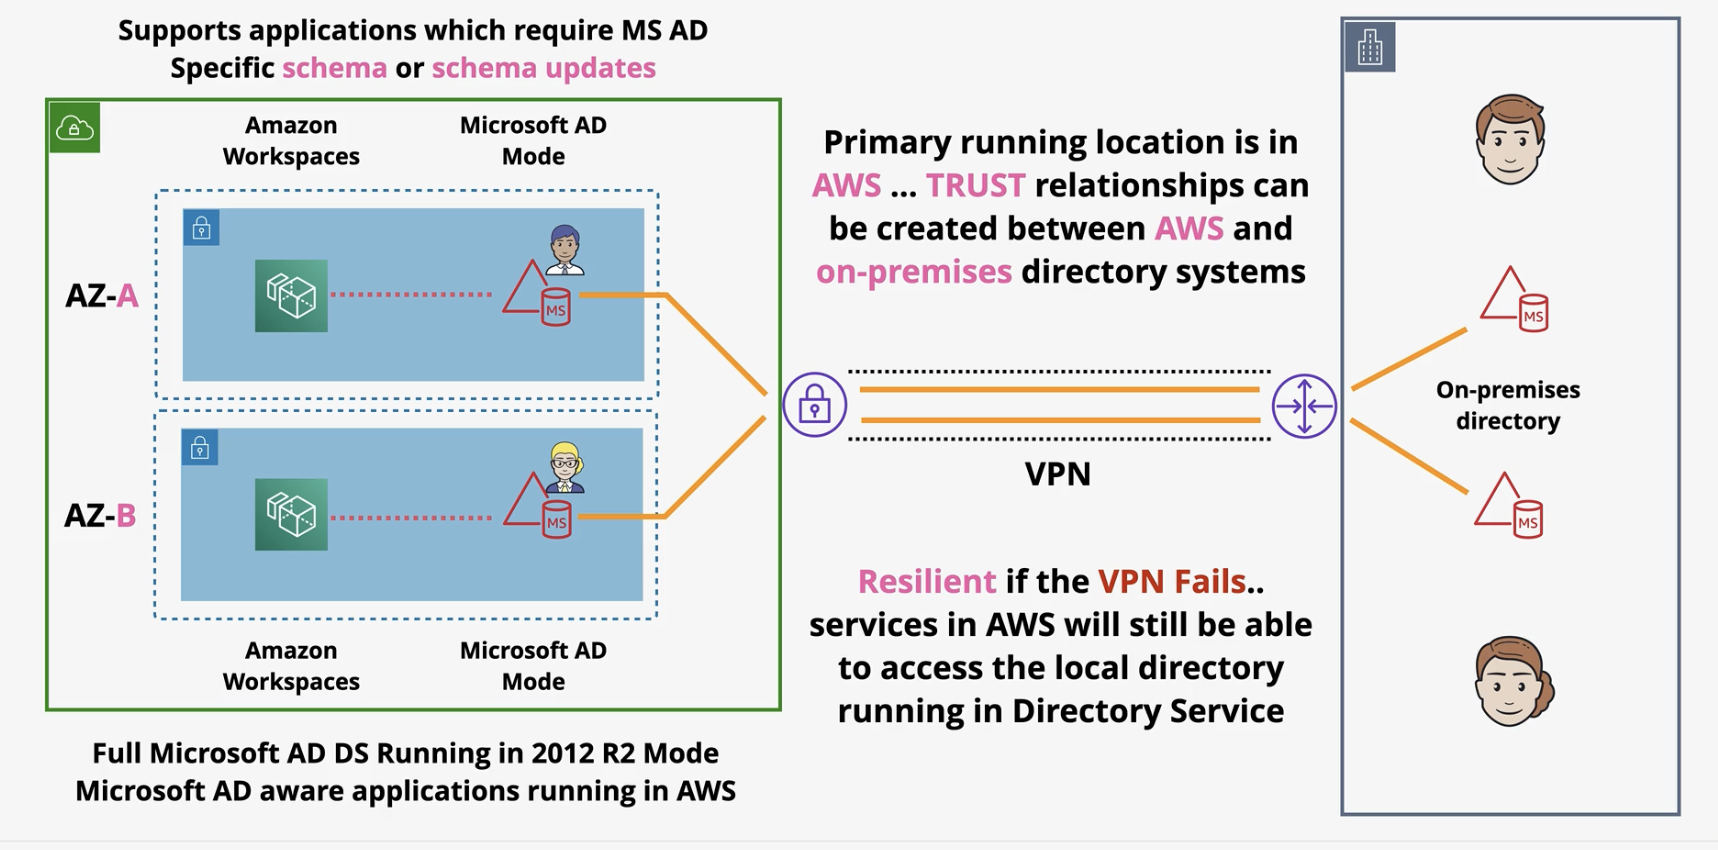 Supports applications which require MS AD
Specific schema or schema updates
Amazon
Workspaces
Microsoft AD
Mode
AZ-A
MS
AZ-B
MS
Amazon
Workspaces
Microsoft AD
Mode
Full Microsoft AD DS Running in 2012 R2 Mode
Microsoft AD aware applications running in AWS
Primary running location is in
AWS ... TRUST relationships can
be created between AWS and
on-premises directory systems
VPN
Resilient if the VPN Fails..
services in AWS will still be able
to access the local directory
running in Directory Service
MS
On-premises
directory
MS